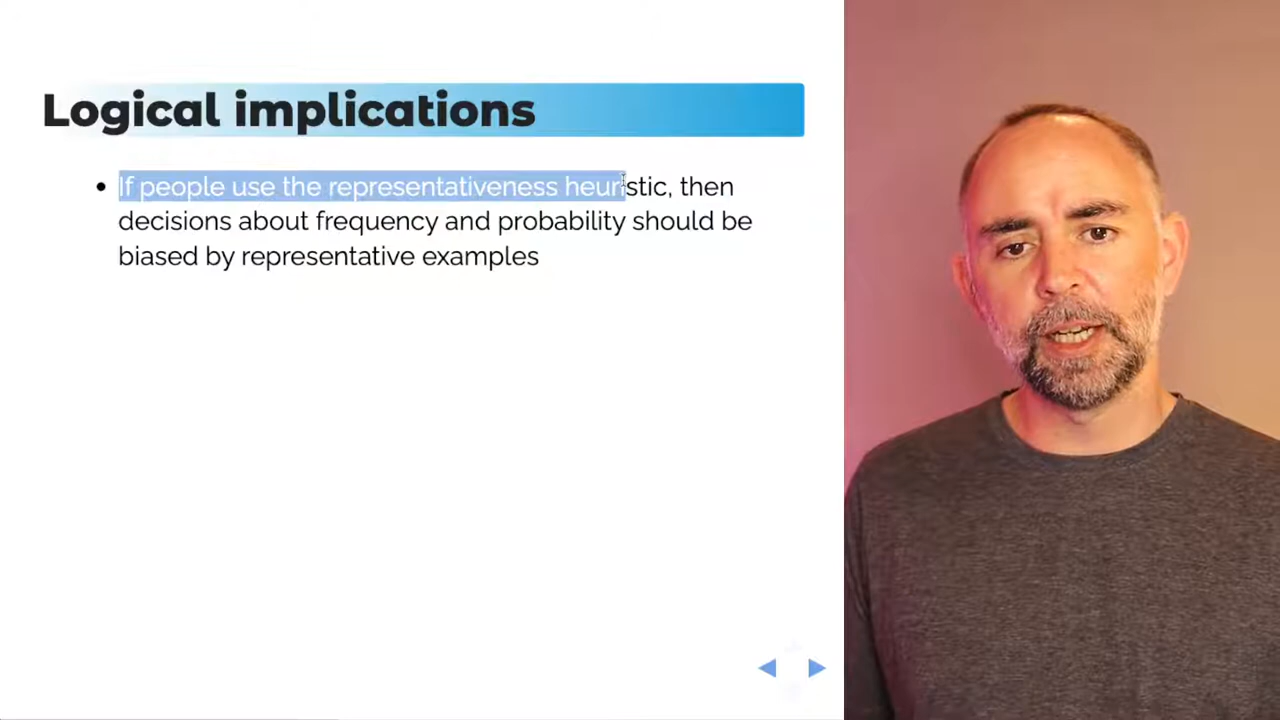 Logical implications
If people use the representativeness heuristic, then
decisions about frequency and probability should be
biased by representative examples